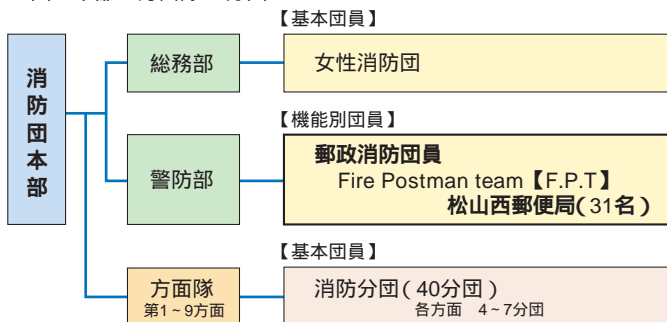 【基本団員】
消防団本部
総務部
女性消防団
【機能別団員】
警防部
郵政消防団員
Fire Postman team【F.P.T】
松山西郵便局(31名)
【基本団員】
方面隊
第1~9方面
消防分団(40分団)
各方面 4~7分団